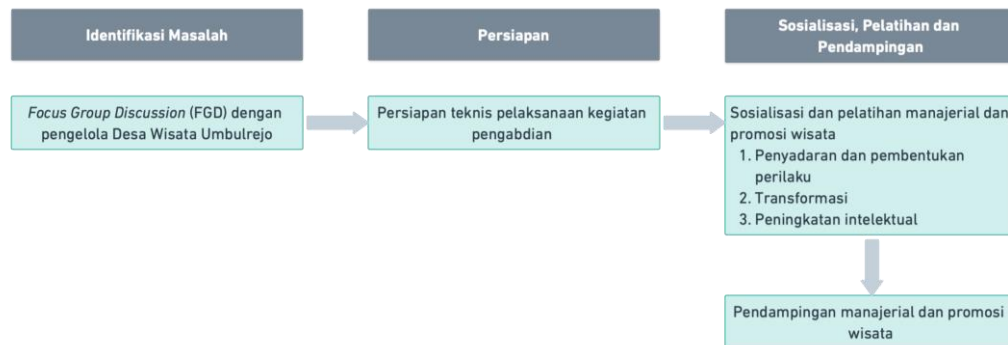 Identifikasi Masalah
Persiapan
Sosialisasi, Pelatihan dan
Pendampingan
Focus Group Discussion (FGD) dengan
pengelola Desa Wisata Umbulrejo
Persiapan teknis pelaksanaan kegiatan
pengabdian
Sosialisasi dan pelatihan manajerial dan
promosi wisata
1. Penyadaran dan pembentukan
perilaku
2. Transformasi
3. Peningkatan intelektual
Pendampingan manajerial dan promosi
wisata